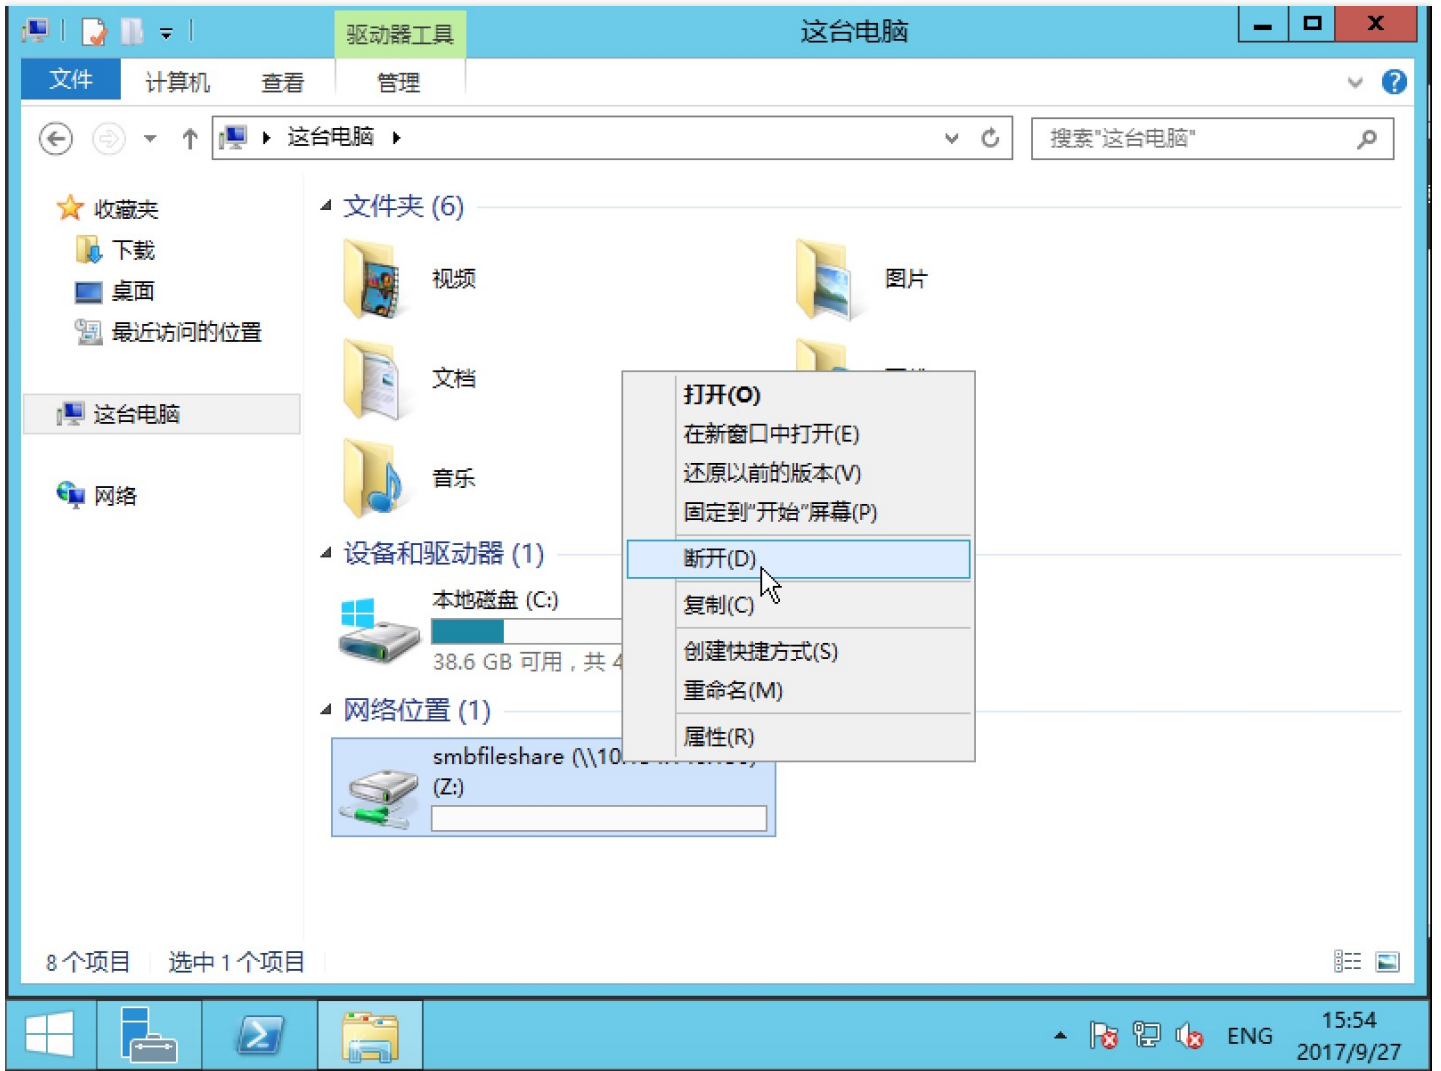 驱动器工具
这台电脑
文件
计算机
查看
管理
这台电脑
搜索"这台电脑"
收藏夹
下载
桌面
最近访问的位置
这台电脑
网络
文件夹 (6)
视频
图片
文档
音乐
设备和驱动器 (1)
本地磁盘 (C:)
38.6 GB 可用，共 4
网络位置 (1)
smbfileshare (\\10.
(Z:)
打开(O)
在新窗口中打开(E)
还原以前的版本(V)
固定到"开始"屏幕(P)
断开(D)
复制(C)
创建快捷方式(S)
重命名(M)
属性(R)
8 个项目
选中 1 个项目
ENG
15:54
2017/9/27